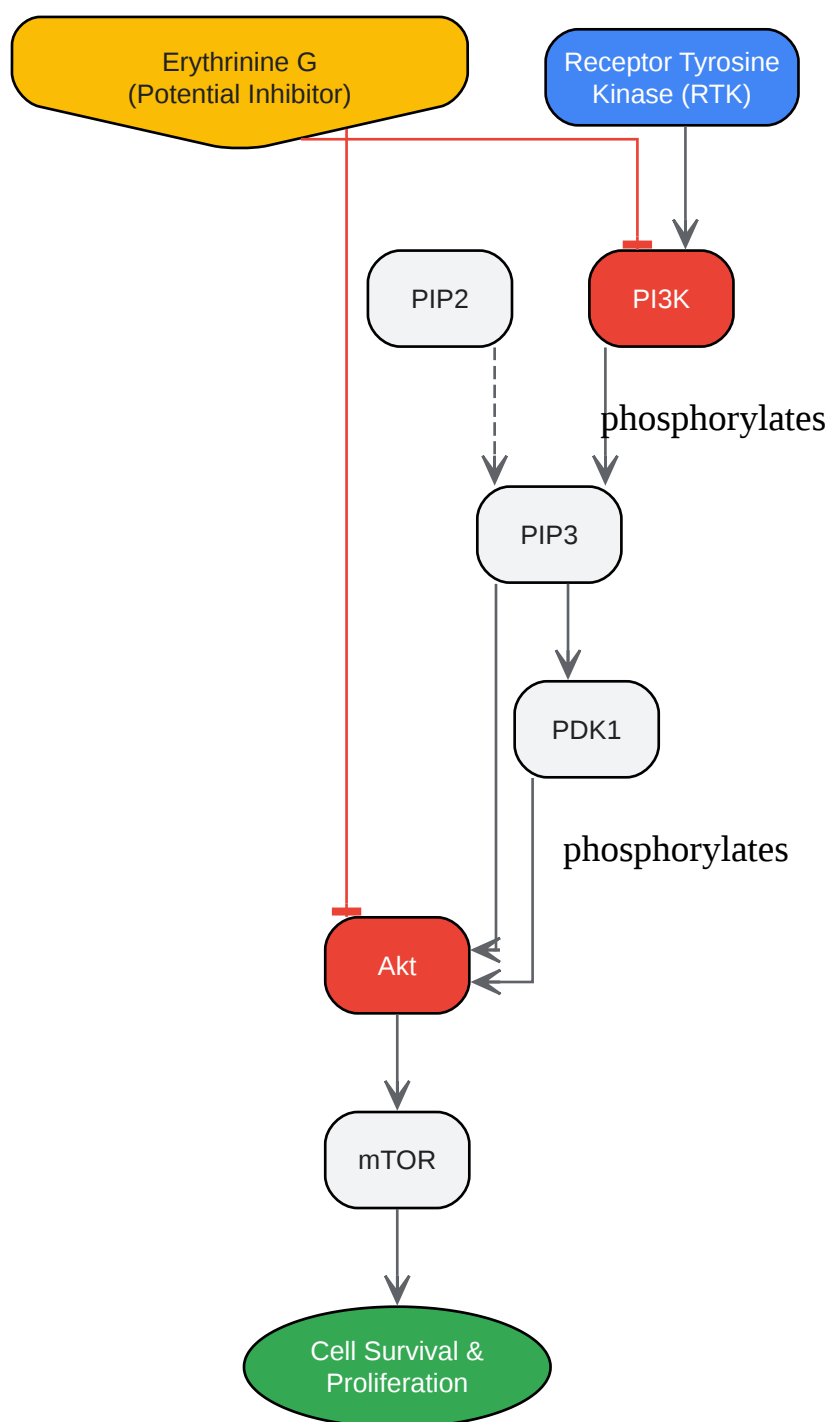 Erythrinine G
(Potential Inhibitor)
Receptor Tyrosine
Kinase (RTK)
PIP2
PI3K
phosphorylates
PIP3
PDK1
phosphorylates
Akt
mTOR
Cell Survival &
Proliferation